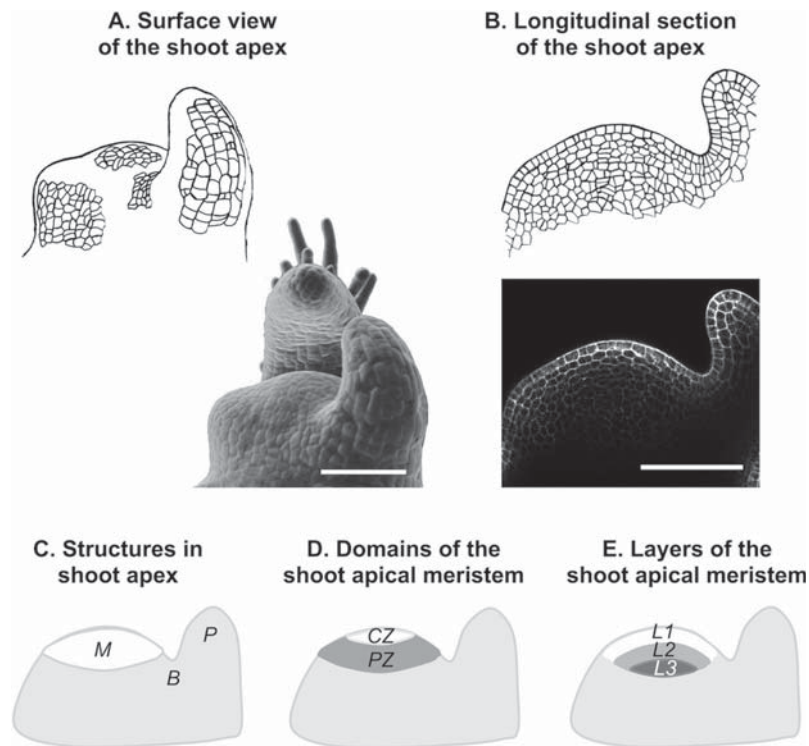 A. Surface view
of the shoot apex
B. Longitudinal section
of the shoot apex
C. Structures in
shoot apex
D. Domains of the
shoot apical meristem
E. Layers of the
shoot apical meristem
M
B
P
CZ
PZ
L1
L2
L3